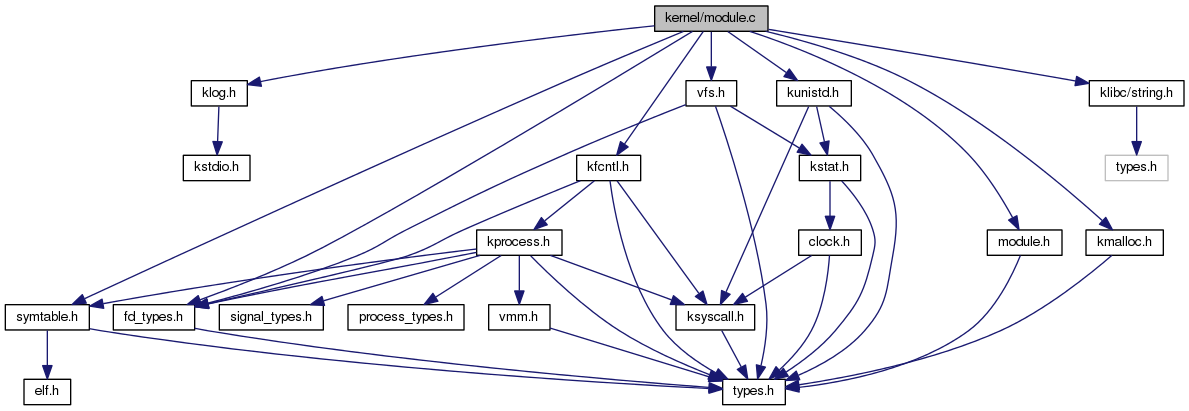 kernel/module.c
klog.h
vfs.h
kunistd.h
klibc/string.h
kstdio.h
kfcntl.h
kstat.h
types.h
kprocess.h
clock.h
module.h
kmalloc.h
symtable.h
fd_types.h
signal_types.h
process_types.h
vmm.h
ksyscall.h
elf.h
types.h